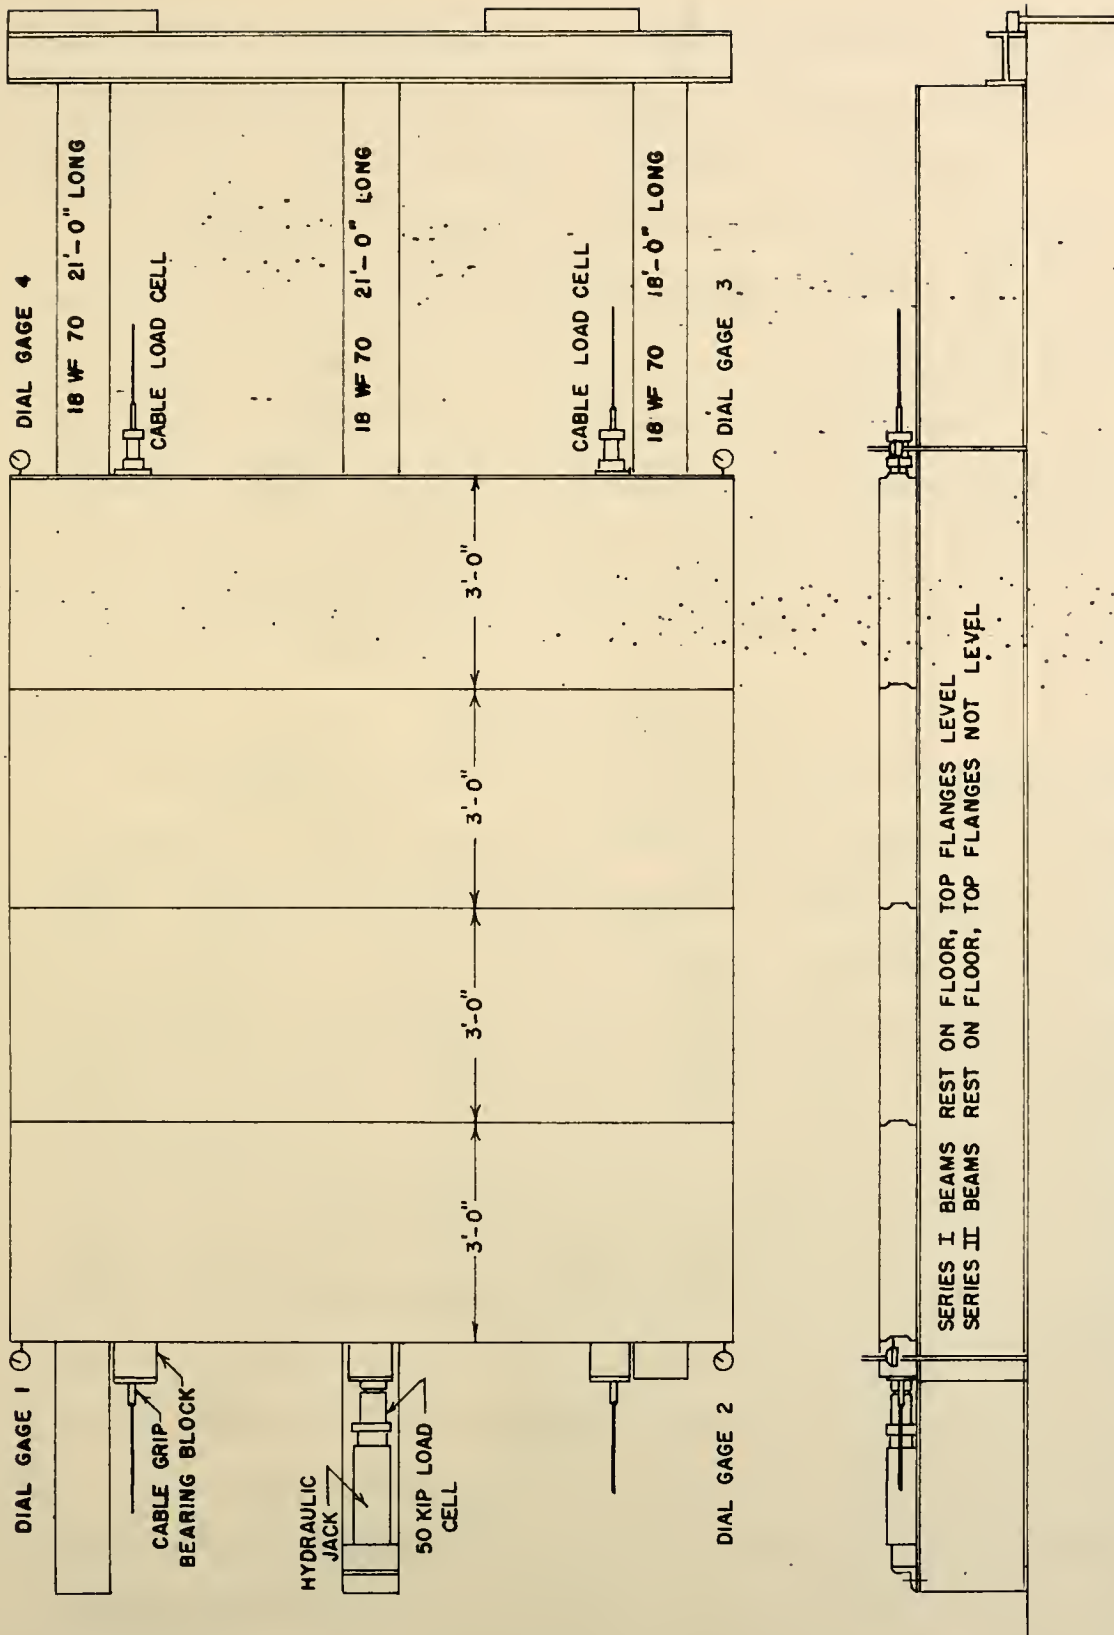 DIAL GAGE 4
18 WF 70 21'-0" LONG
CABLE LOAD CELL
18 WF 70 21'-0" LONG
CABLE LOAD CELL
18 WF 70 18'-0" LONG
DIAL GAGE 3
3'-0"
3'-0"
3'-0"
3'-0"
DIAL GAGE 1
CABLE GRIP
BEARING BLOCK
HYDRAULIC
JACK
50 KIP LOAD
CELL
DIAL GAGE 2
SERIES I BEAMS REST ON FLOOR, TOP FLANGES LEVEL
SERIES II BEAMS REST ON FLOOR, TOP FLANGES NOT LEVEL